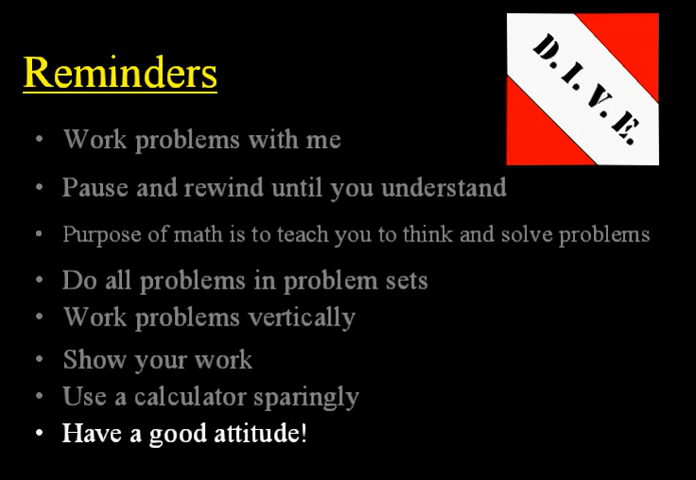 Reminders
D. I. V. E.
• Work problems with me
• Pause and rewind until you understand
• Purpose of math is to teach you to think and solve problems
• Do all problems in problem sets
• Work problems vertically
• Show your work
• Use a calculator sparingly
• Have a good attitude!